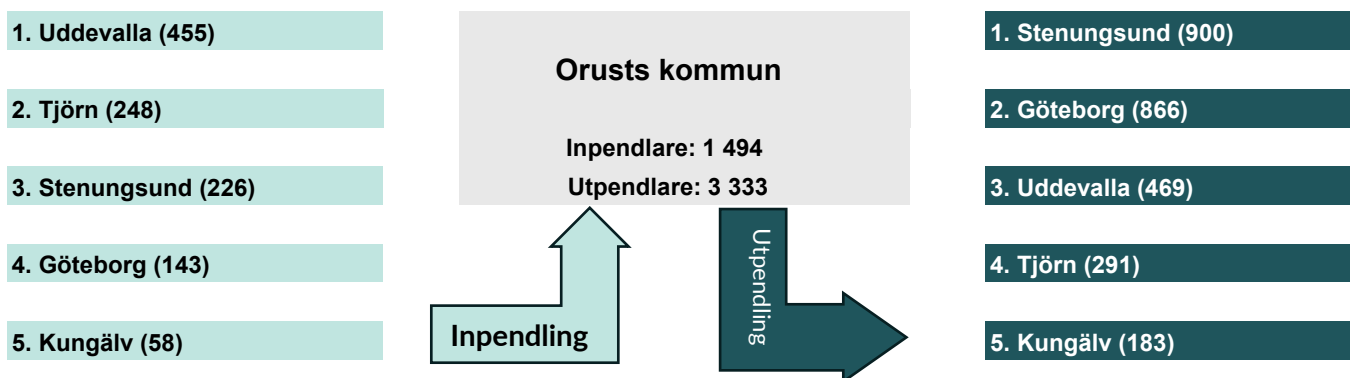 1. Uddevalla (455)
2. Tjörn (248)
3. Stenungsund (226)
4. Göteborg (143)
5. Kungälv (58)
Orusts kommun
Inpendlare: 1 494
Utpendlare: 3 333
Inpendling
Utpendling
1. Stenungsund (900)
2. Göteborg (866)
3. Uddevalla (469)
4. Tjörn (291)
5. Kungälv (183)